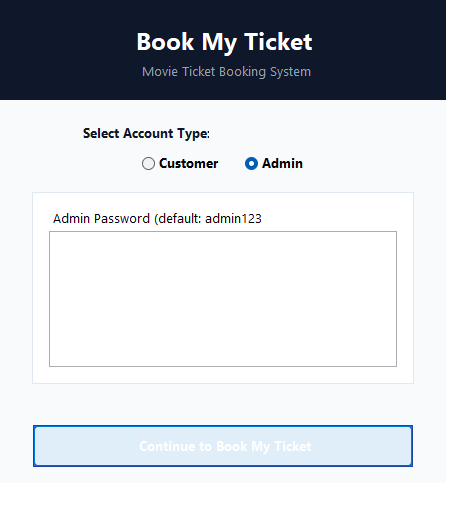 Book My Ticket
Movie Ticket Booking System
Select Account Type:
Customer Admin
Admin Password (default: admin123
Continue to Book My Ticket